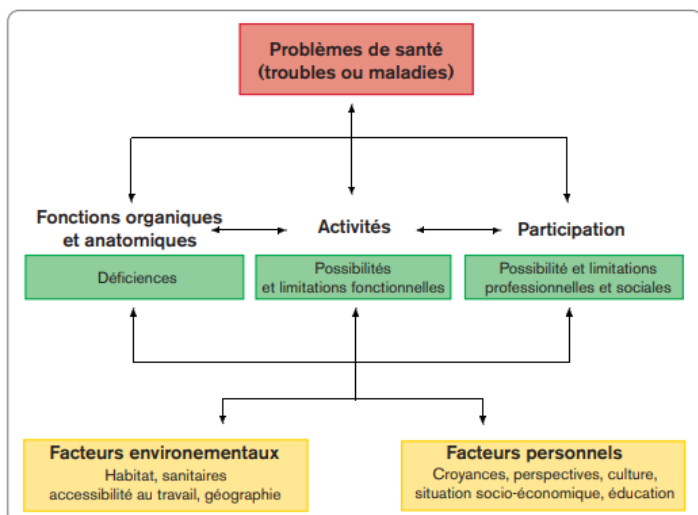 Problèmes de santé
(troubles ou maladies)
Fonctions organiques
et anatomiques
Activités
Participation
Déficiences
Possibilités
et limitations fonctionnelles
Possibilité et limitations
professionnelles et sociales
Facteurs environementaux
Habitat, sanitaires
accessibilité au travail, géographie
Facteurs personnels
Croyances, perspectives, culture,
situation socio-économique, éducation